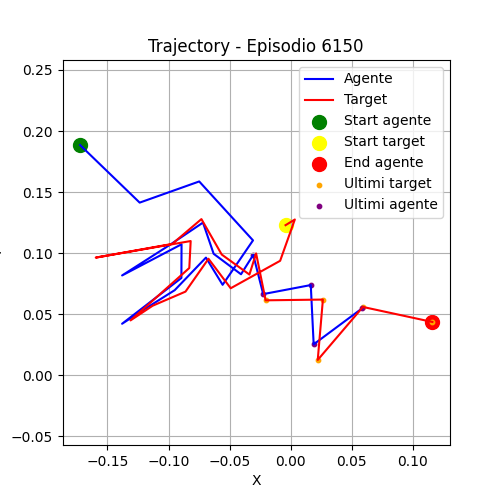 Trajectory - Episodio 6150
0.25
0.20
0.15
0.10
0.05
0.00
−0.05
−0.15
−0.10
−0.05
0.00
0.05
0.10
X
Agente
Target
Start agente
Start target
End agente
Ultimi target
Ultimi agente